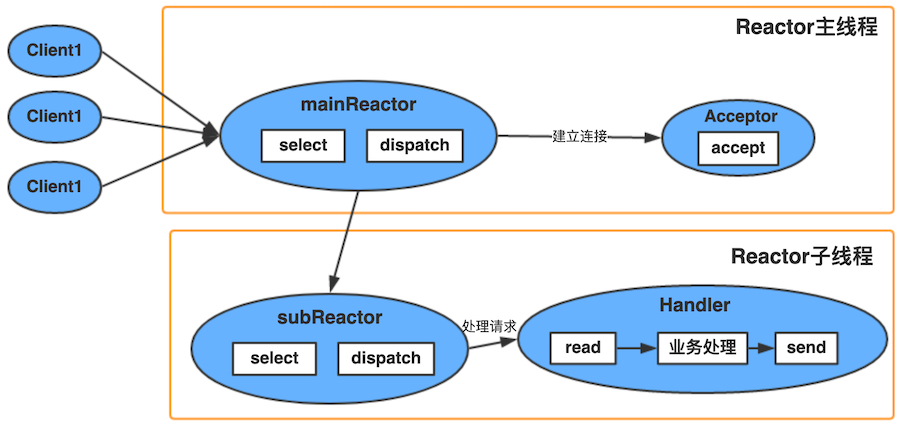 Reactor主线程
Client1
Client1
Client1
mainReactor
select
dispatch
建立连接
Acceptor
accept
Reactor子线程
subReactor
select
dispatch
处理请求
Handler
read
业务处理
send